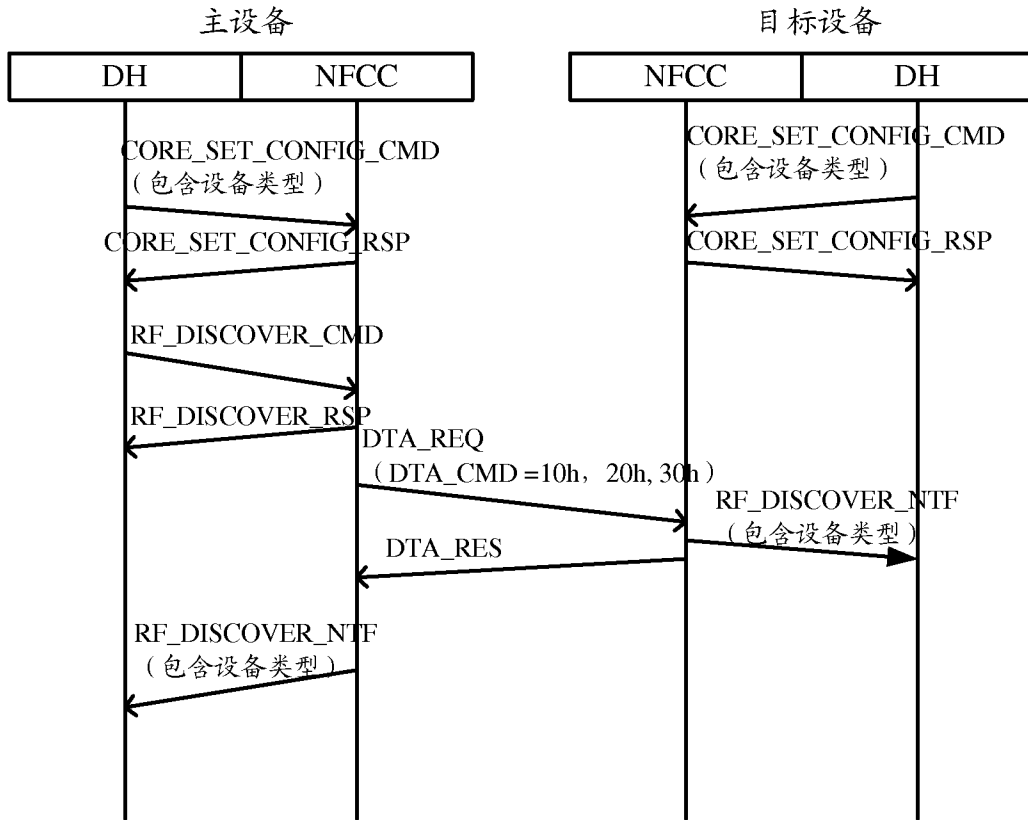 主设备
目标设备
DH
NFCC
NFCC
DH
CORE_SET_CONFIG_CMD
（包含设备类型）
CORE_SET_CONFIG_CMD
（包含设备类型）
CORE_SET_CONFIG_RSP
CORE_SET_CONFIG_RSP
RF_DISCOVER_CMD
RF_DISCOVER_RSP
DTA_REQ
（DTA_CMD =10h，20h, 30h）
RF_DISCOVER_NTF
（包含设备类型）
DTA_RES
RF_DISCOVER_NTF
（包含设备类型）